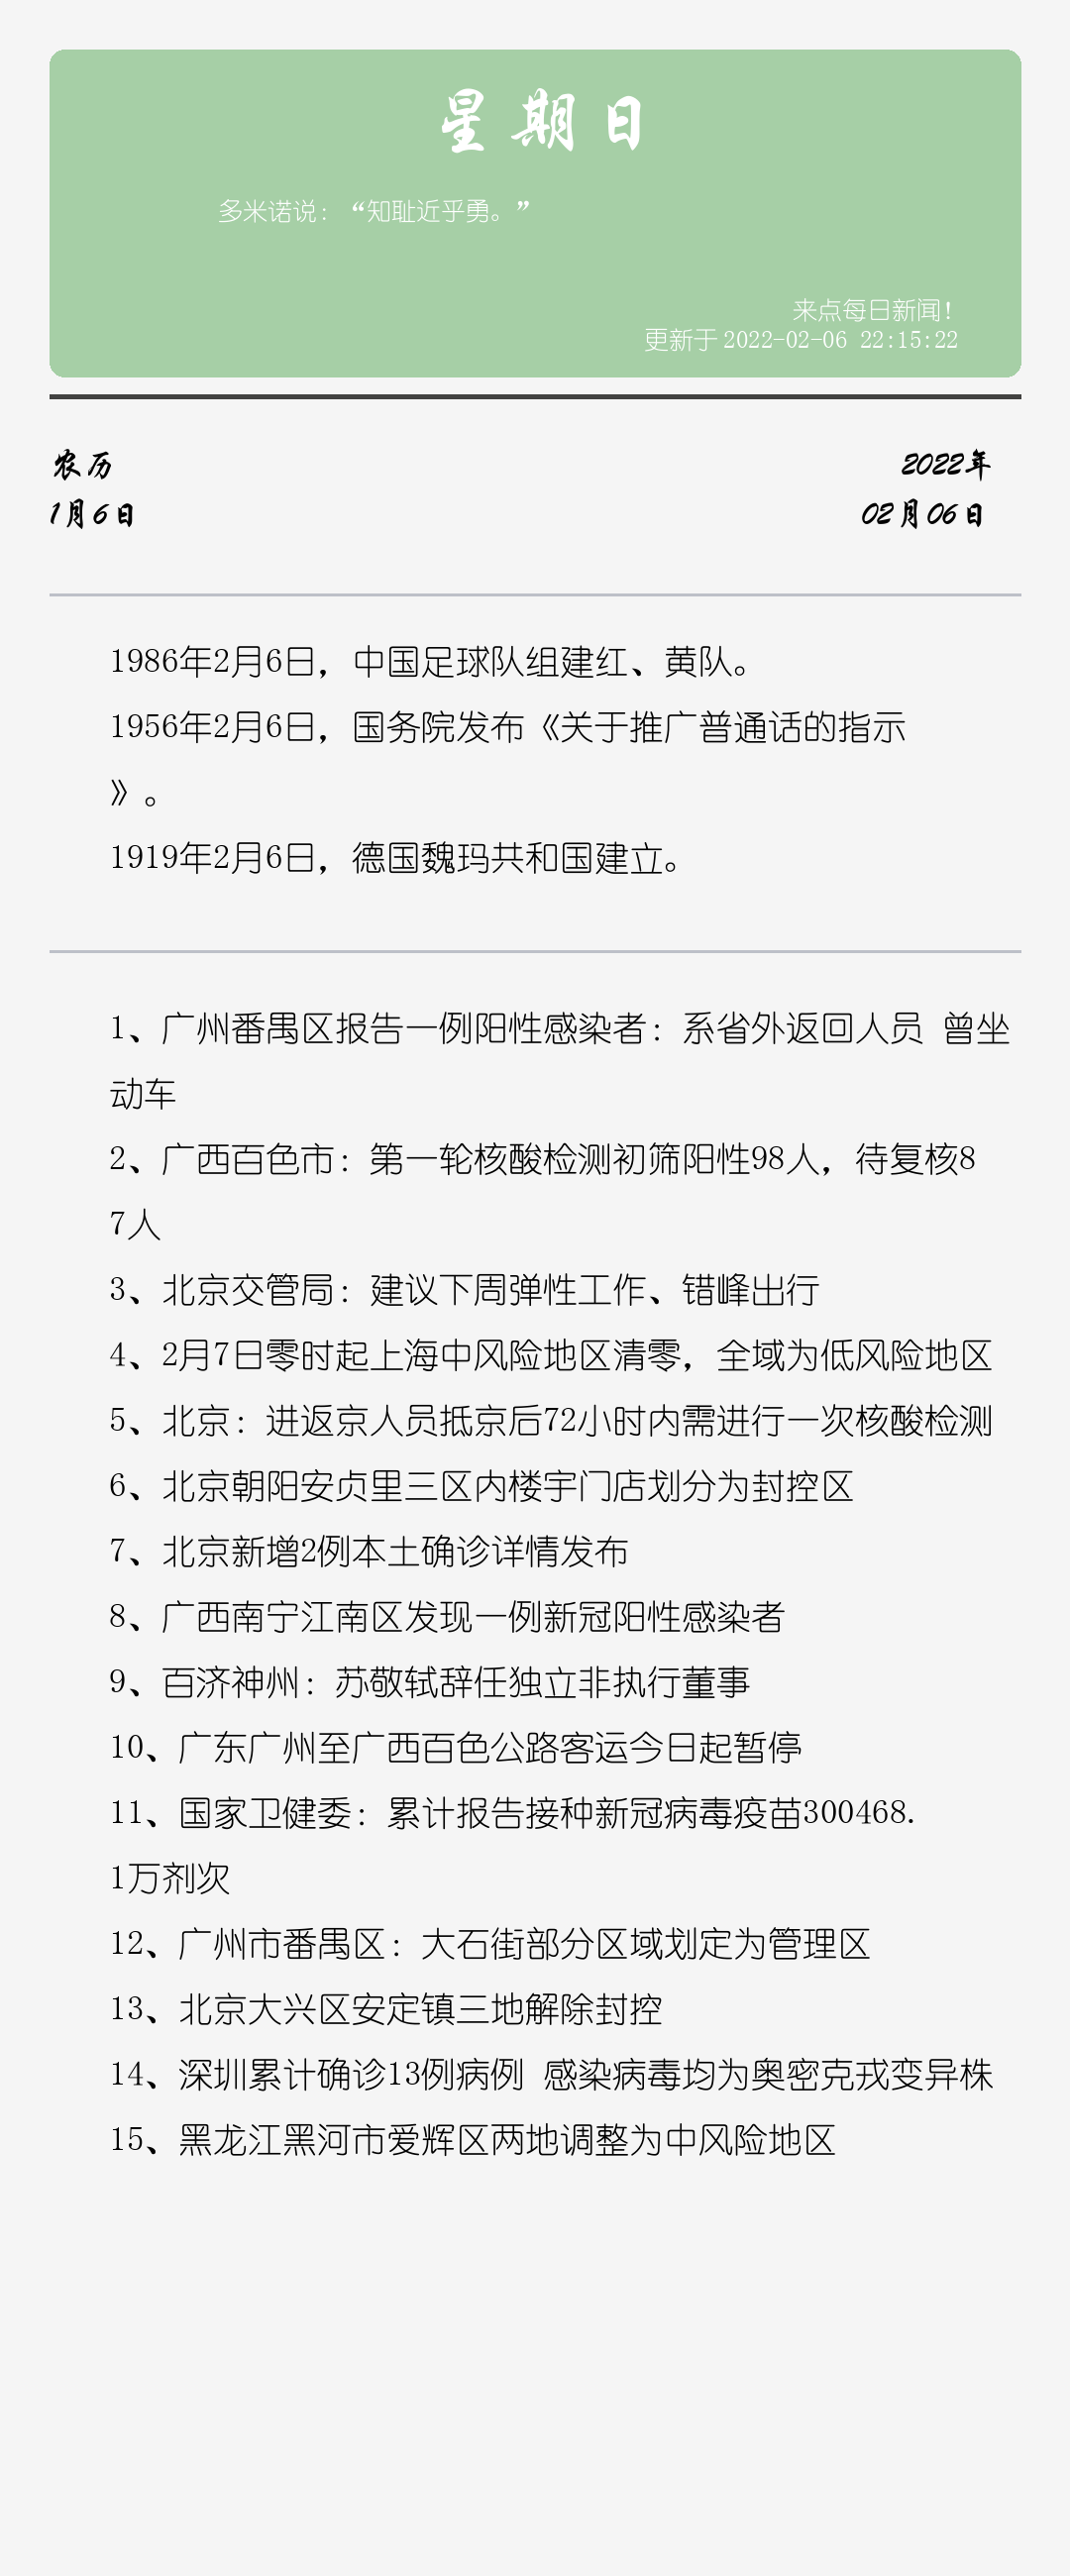 星期日
多米诺说：“知耻近乎勇。”
来点每日新闻！
更新于 2022-02-06 22:15:22
农历
1月6日
2022年
02月06日
1986年2月6日，中国足球队组建红、黄队。
1956年2月6日，国务院发布《关于推广普通话的指示
》。
1919年2月6日，德国魏玛共和国建立。
1、广州番禺区报告一例阳性感染者：系省外返回人员 曾坐
动车
2、广西百色市：第一轮核酸检测初筛阳性98人，待复核8
7人
3、北京交管局：建议下周弹性工作、错峰出行
4、2月7日零时起上海中风险地区清零，全域为低风险地区
5、北京：进返京人员抵京后72小时内需进行一次核酸检测
6、北京朝阳安贞里三区内楼宇门店划分为封控区
7、北京新增2例本土确诊详情发布
8、广西南宁江南区发现一例新冠阳性感染者
9、百济神州：苏敬轼辞任独立非执行董事
10、广东广州至广西百色公路客运今日起暂停
11、国家卫健委：累计报告接种新冠病毒疫苗300468.
1万剂次
12、广州市番禺区：大石街部分区域划定为管理区
13、北京大兴区安定镇三地解除封控
14、深圳累计确诊13例病例 感染病毒均为奥密克戎变异株
15、黑龙江黑河市爱辉区两地调整为中风险地区